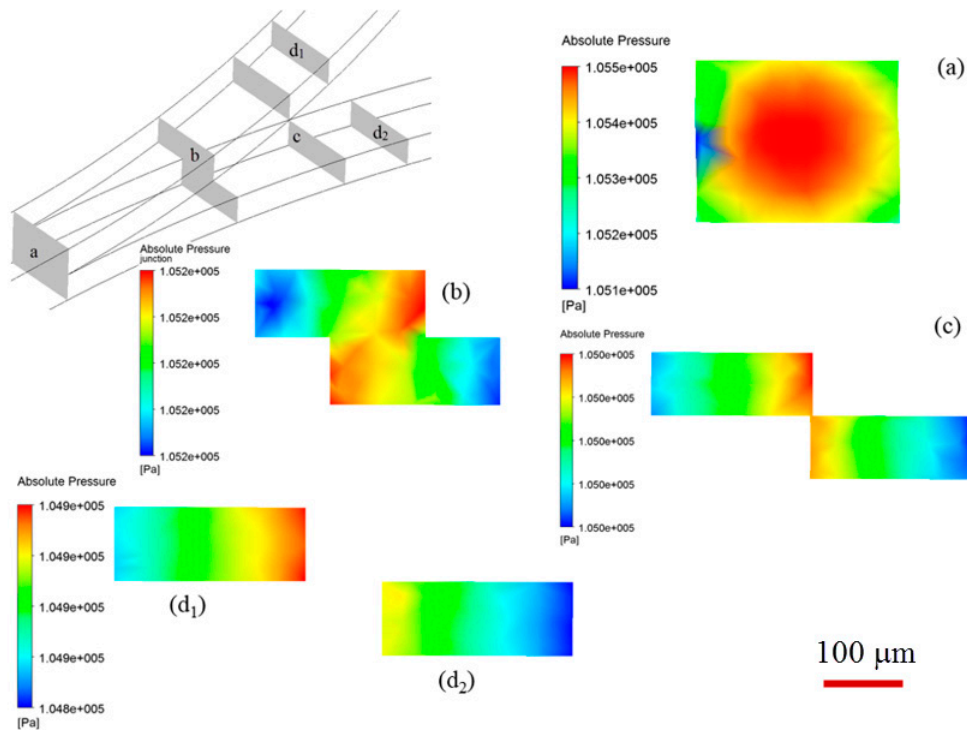 d1
d2
b
c
a
Absolute Pressure
1.055e+005
1.054e+005
1.053e+005
1.052e+005
1.051e+005
[Pa]
(a)
Absolute Pressure
junction
1.052e+005
1.052e+005
1.052e+005
1.052e+005
1.052e+005
[Pa]
(b)
Absolute Pressure
1.050e+005
1.050e+005
1.050e+005
1.050e+005
1.050e+005
[Pa]
(c)
Absolute Pressure
1.049e+005
1.049e+005
1.049e+005
1.049e+005
1.048e+005
[Pa]
(d1)
(d2)
100 μm